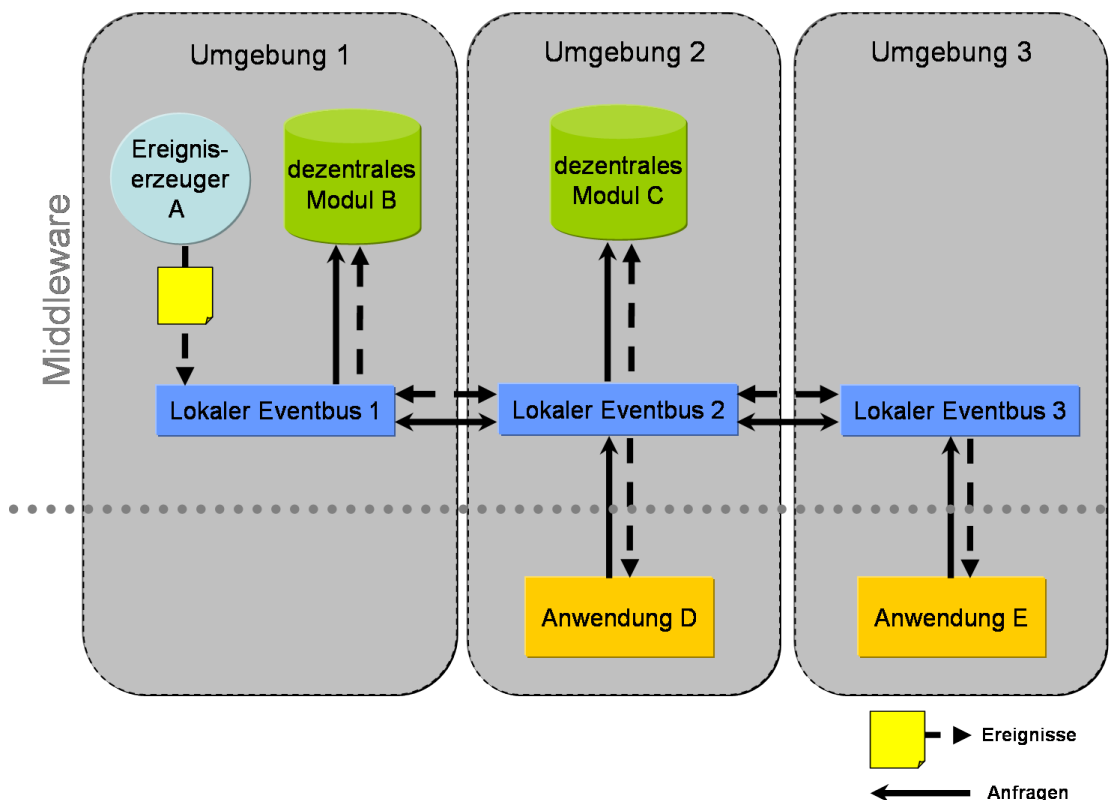 Umgebung 1
Umgebung 2
Umgebung 3
Middleware
Ereignis-
erzeuger
A
dezentrales
Modul B
dezentrales
Modul C
Lokaler Eventbus 1
Lokaler Eventbus 2
Lokaler Eventbus 3
Anwendung D
Anwendung E
Ereignisse
Anfragen